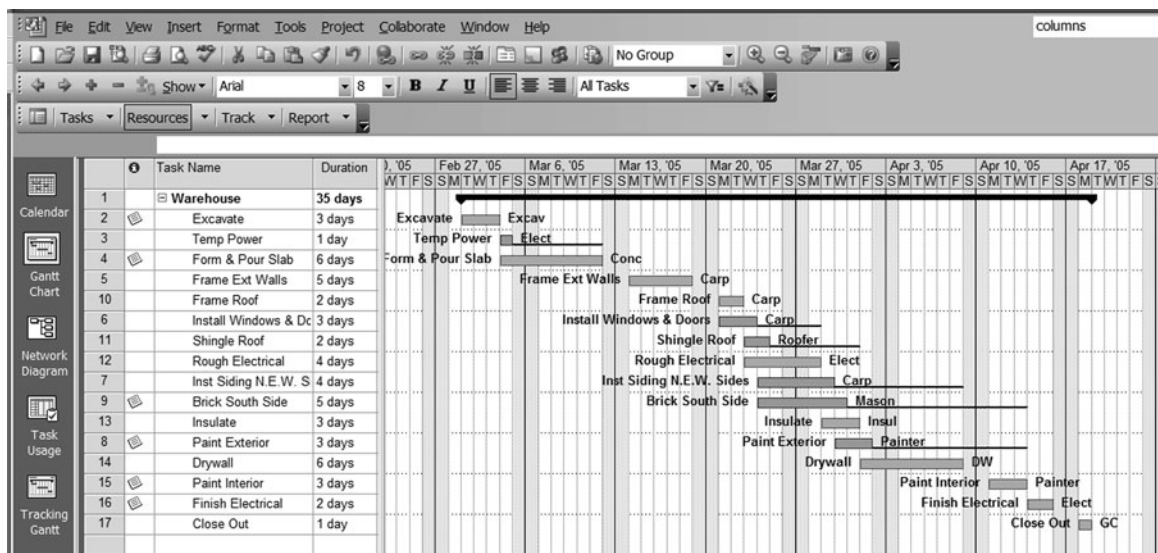 File Edit View Insert Format Tools Project Collaborate Window Help columns
No Group
Show Arial 8 B I U All Tasks
Tasks Resources Track Report
Task Name Duration ), '05 Feb 27, '05 Mar 6, '05 Mar 13, '05 Mar 20, '05 Mar 27, '05 Apr 3, '05 Apr 10, '05 Apr 17, '05
W T F S S M T W T F S S M T W T F S S M T W T F S S M T W T F S S M T W T F S S M T W T F S S M T W T F S S M T W T F S
1 Warehouse 35 days
2 Excavate 3 days Excavate Excav
3 Temp Power 1 day Temp Power Elect
4 Form & Pour Slab 6 days Form & Pour Slab Conc
5 Frame Ext Walls 5 days Frame Ext Walls Carp
10 Frame Roof 2 days Frame Roof Carp
6 Install Windows & Dc 3 days Install Windows & Doors Carp
11 Shingle Roof 2 days Shingle Roof Roofer
12 Rough Electrical 4 days Rough Electrical Elect
7 Inst Siding N.E.W. S 4 days Inst Siding N.E.W. Sides Carp
9 Brick South Side 5 days Brick South Side Mason
13 Insulate 3 days Insulate Insul
8 Paint Exterior 3 days Paint Exterior Painter
14 Drywall 6 days Drywall DW
15 Paint Interior 3 days Paint Interior Painter
16 Finish Electrical 2 days Finish Electrical Elect
17 Close Out 1 day Close Out GC
Calendar
Gantt
Chart
Network
Diagram
Task
Usage
Tracking
Gantt